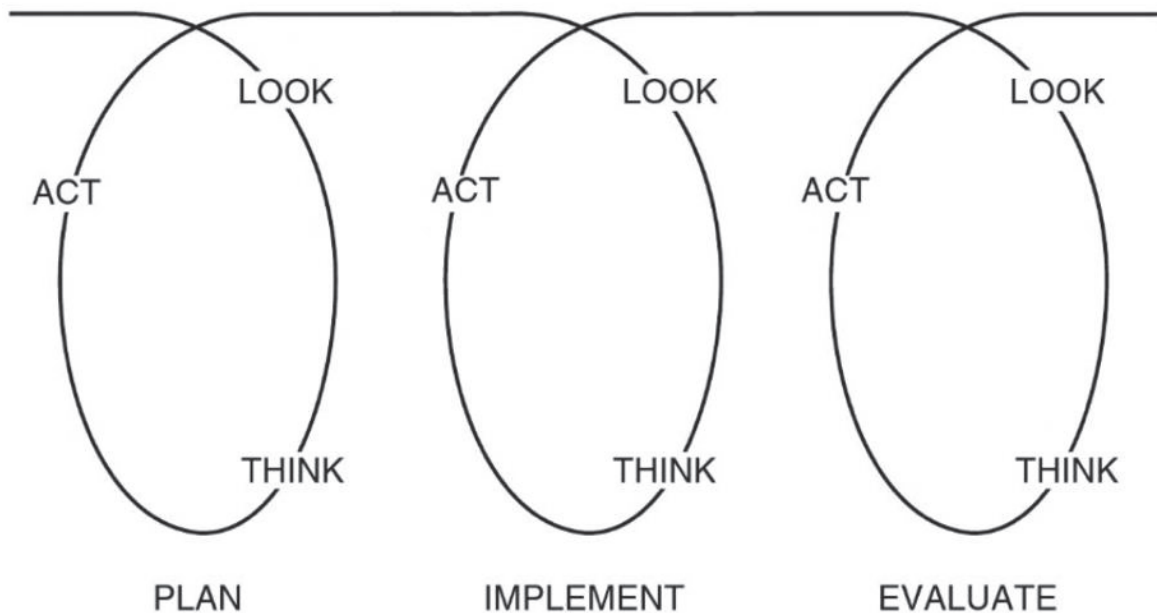 LOOK LOOK LOOK
ACT ACT ACT
THINK THINK THINK
PLAN IMPLEMENT EVALUATE